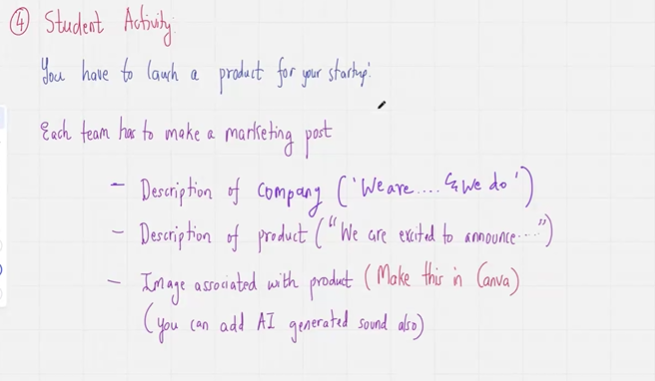 ④ Student Activity:
You have to lauch a product for your startup.
Each team has to make a marketing post
– Description of company ('We are.... & we do')
– Description of product ("We are excited to announce....")
– Image associated with product (Make this in Canva)
(you can add AI generated sound also)